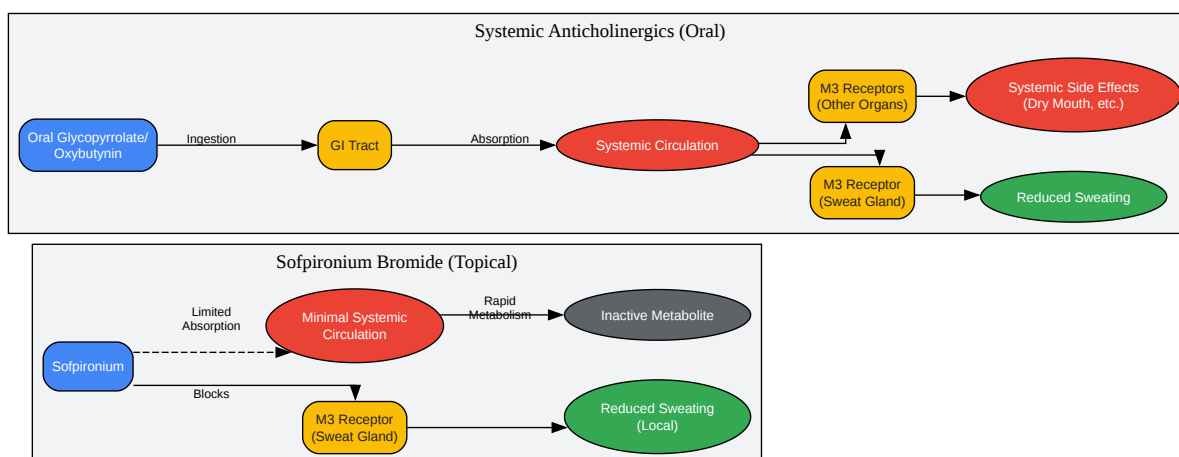 Systemic Anticholinergics (Oral)
Oral Glycopyrrolate/
Oxybutynin
Ingestion
GI Tract
Absorption
Systemic Circulation
M3 Receptors
(Other Organs)
Systemic Side Effects
(Dry Mouth, etc.)
M3 Receptor
(Sweat Gland)
Reduced Sweating
Sofpironium Bromide (Topical)
Sofpironium
Limited
Absorption
Minimal Systemic
Circulation
Rapid
Metabolism
Inactive Metabolite
Blocks
M3 Receptor
(Sweat Gland)
Reduced Sweating
(Local)